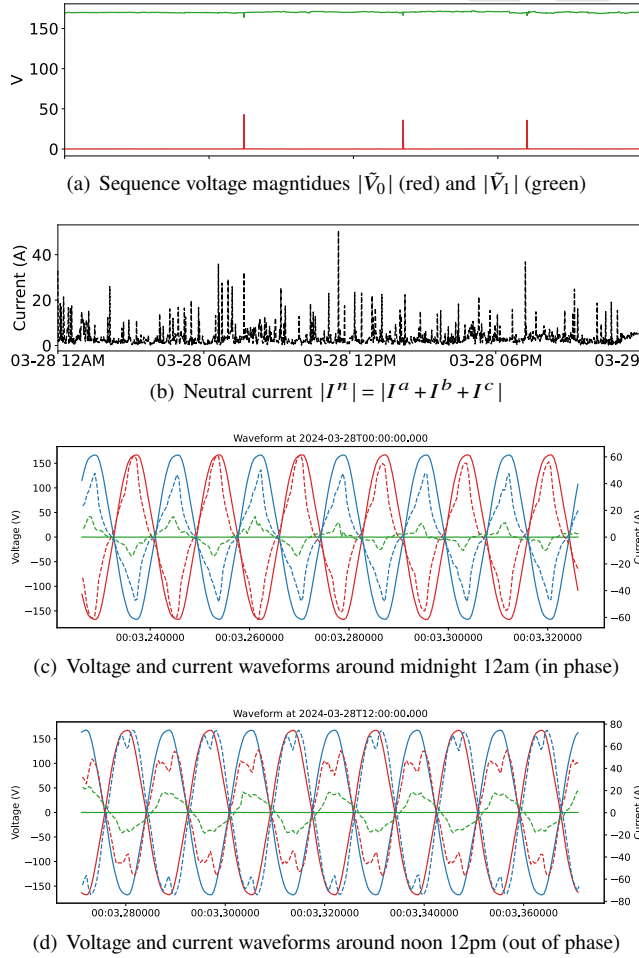 150
100
50
0
V
(a) Sequence voltage magntidues |Ṽ₀| (red) and |Ṽ₁| (green)
40
20
0
Current (A)
03-28 12AM 03-28 06AM 03-28 12PM 03-28 06PM 03-29
(b) Neutral current |Iⁿ| = |Iᵃ + Iᵇ + Iᶜ|
Waveform at 2024-03-28T00:00:00.000
150
100
50
0
−50
−100
−150
Voltage (V)
60
40
20
0
−20
−40
−60
Current (A)
00:03.240000 00:03.260000 00:03.280000 00:03.300000 00:03.320000
(c) Voltage and current waveforms around midnight 12am (in phase)
Waveform at 2024-03-28T12:00:00.000
150
100
50
0
−50
−100
−150
Voltage (V)
80
60
40
20
0
−20
−40
−60
−80
Current (A)
00:03.280000 00:03.300000 00:03.320000 00:03.340000 00:03.360000
(d) Voltage and current waveforms around noon 12pm (out of phase)